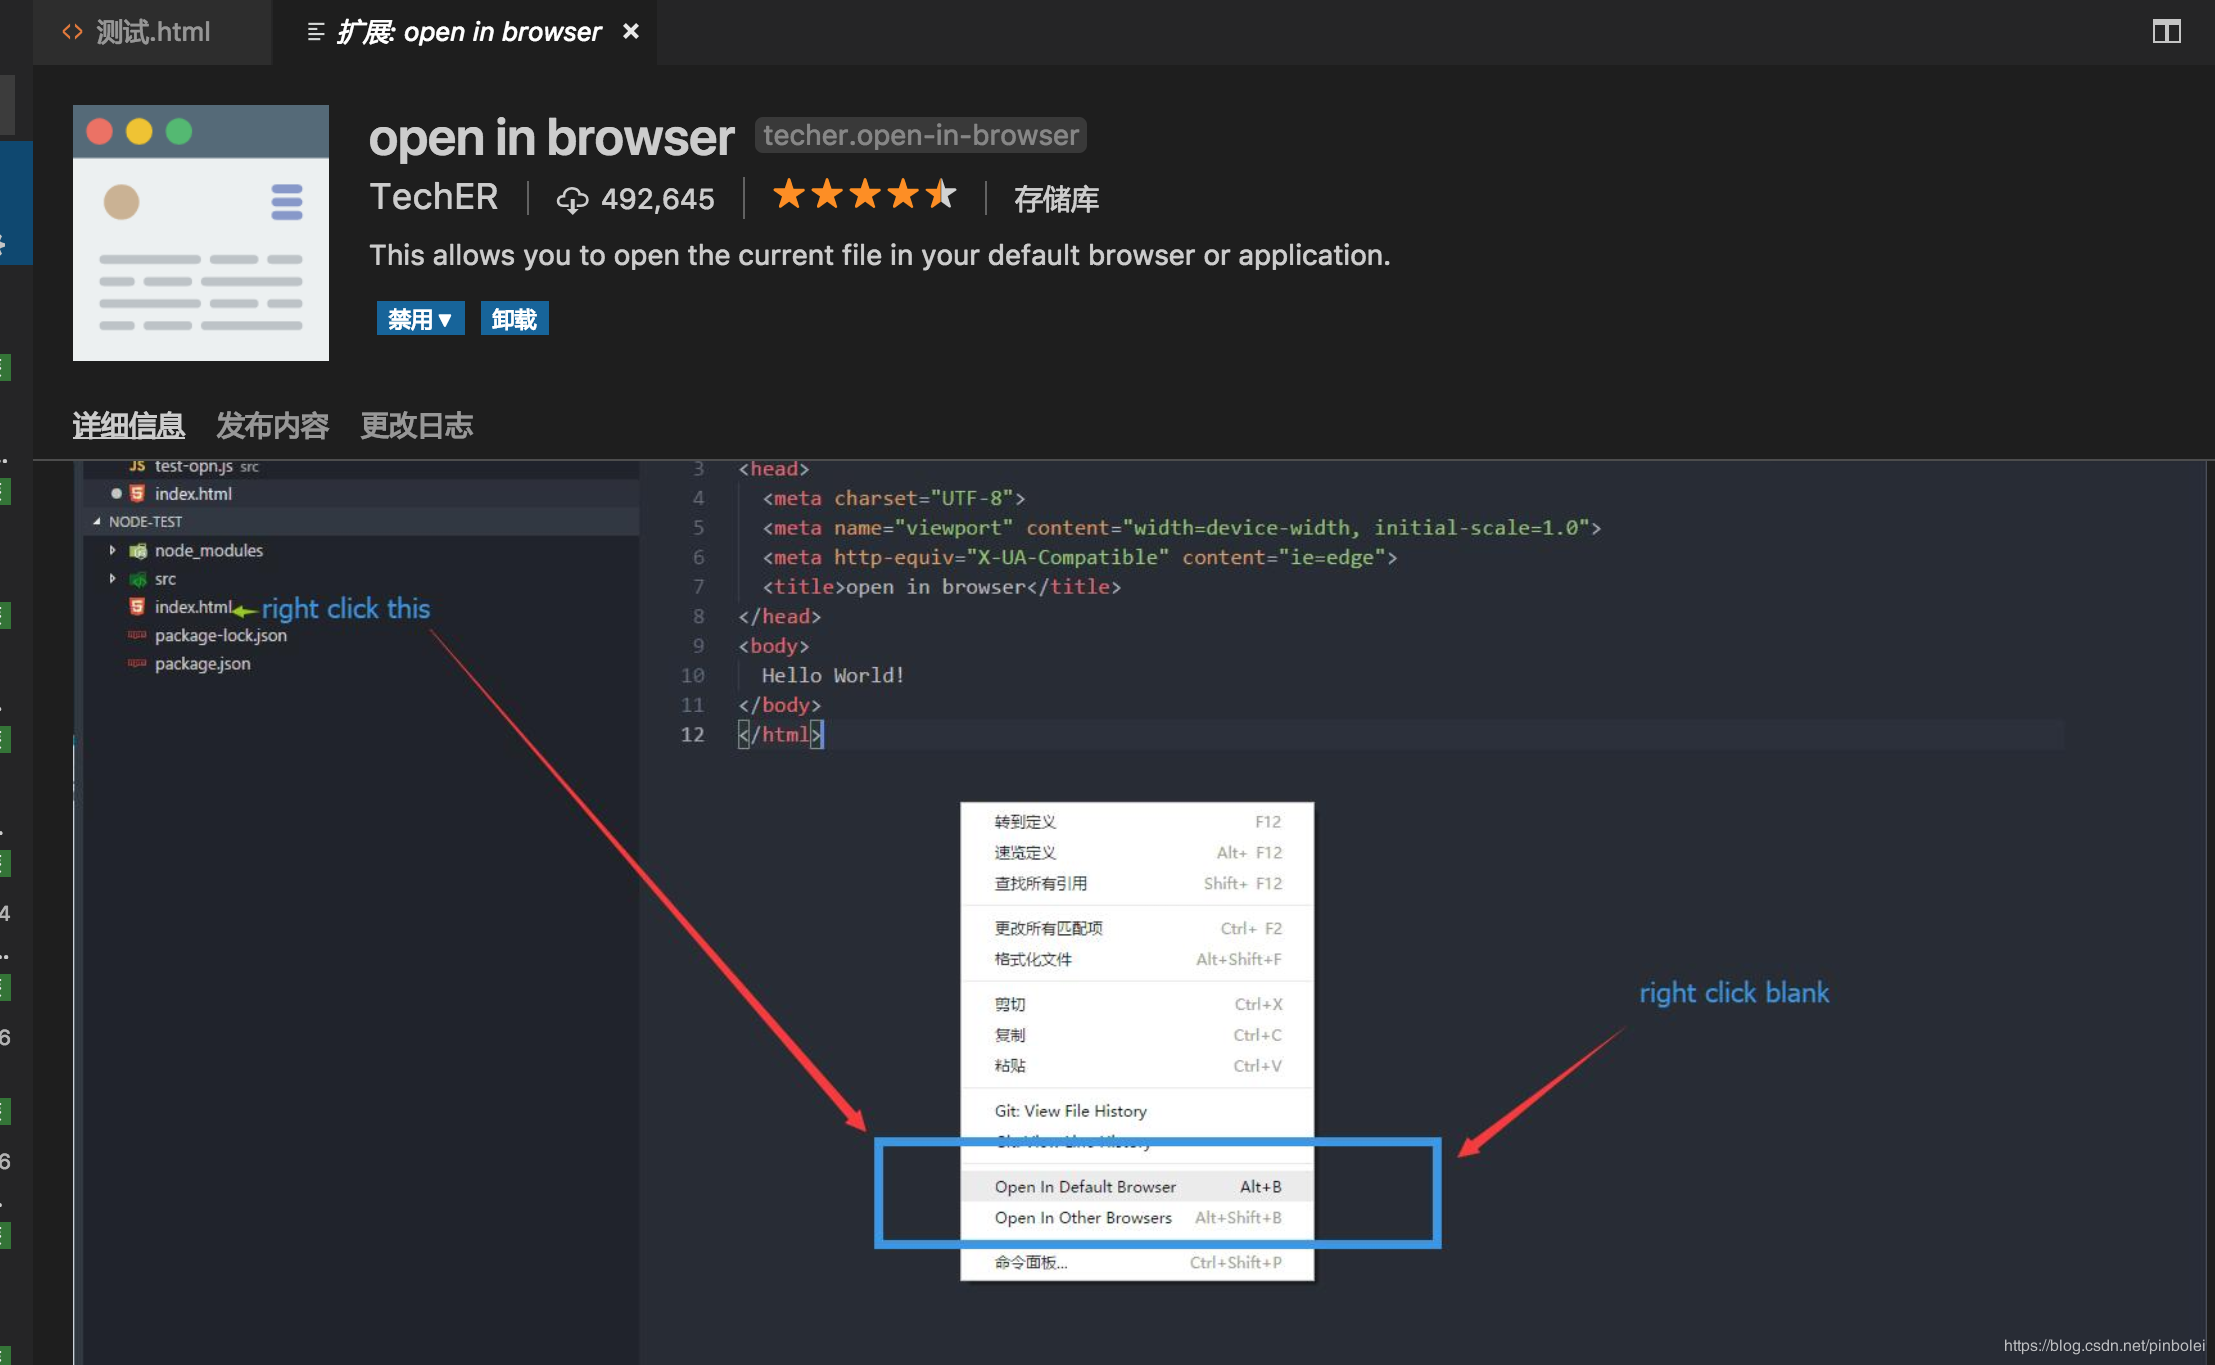 测试.html
扩展: open in browser
open in browser techer.open-in-browser
TechER 492,645 存储库
This allows you to open the current file in your default browser or application.
禁用▼ 卸载
详细信息 发布内容 更改日志
JS test-opn.js src
index.html
NODE-TEST
node_modules
src
index.html right click this
package-lock.json
package.json
3 <head>
4 <meta charset="UTF-8">
5 <meta name="viewport" content="width=device-width, initial-scale=1.0">
6 <meta http-equiv="X-UA-Compatible" content="ie=edge">
7 <title>open in browser</title>
8 </head>
9 <body>
10 Hello World!
11 </body>
12 </html>
转到定义 F12
速览定义 Alt+ F12
查找所有引用 Shift+ F12
更改所有匹配项 Ctrl+ F2
格式化文件 Alt+Shift+F
剪切 Ctrl+X
复制 Ctrl+C
粘贴 Ctrl+V
Git: View File History
Open In Default Browser Alt+B
Open In Other Browsers Alt+Shift+B
命令面板... Ctrl+Shift+P
right click blank
4
6
6
https://blog.csdn.net/pinbolei